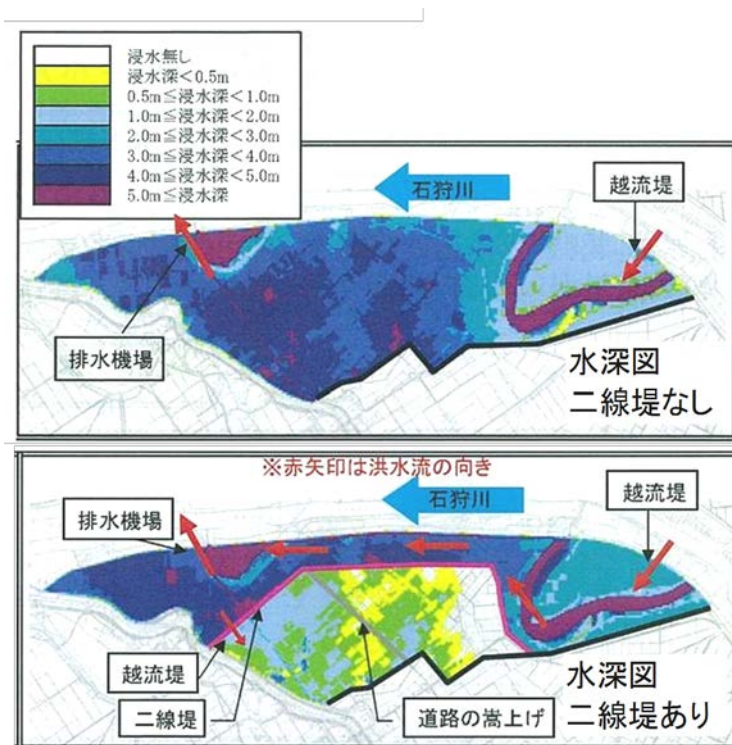 浸水無し
浸水深<0.5m
0.5m≦浸水深<1.0m
1.0m≦浸水深<2.0m
2.0m≦浸水深<3.0m
3.0m≦浸水深<4.0m
4.0m≦浸水深<5.0m
5.0m≦浸水深
石狩川
越流堤
排水機場
水深図
二線堤なし
※赤矢印は洪水流の向き
石狩川
越流堤
排水機場
越流堤
二線堤
道路の嵩上げ
水深図
二線堤あり